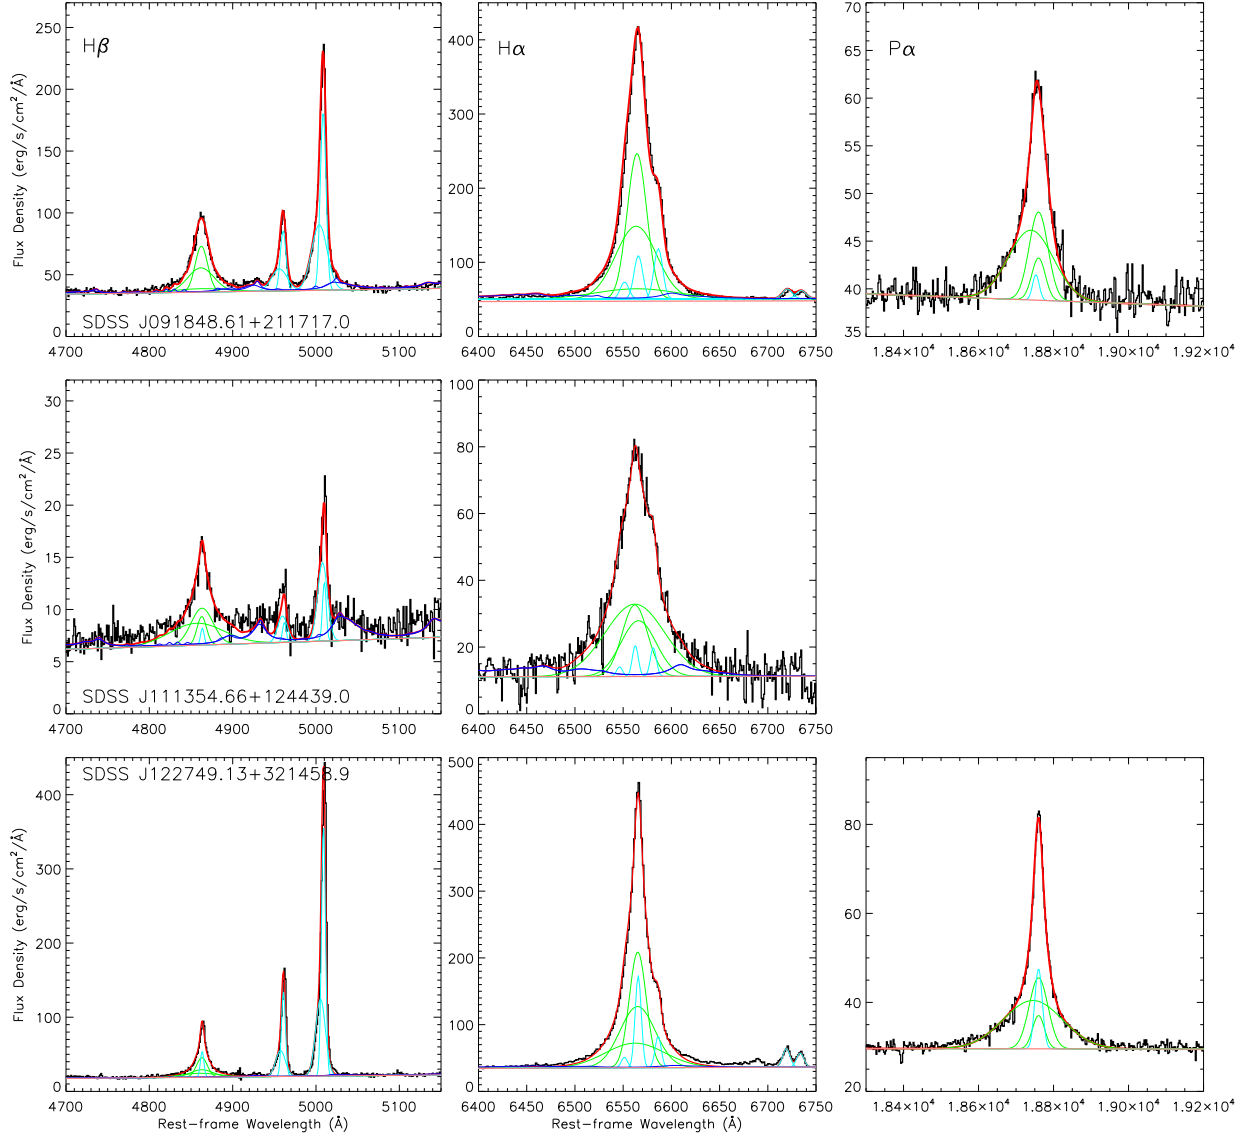 Hβ
Hα
Pα
250
200
150
100
50
0
400
300
200
100
0
70
65
60
55
50
45
40
35
Flux Density (erg/s/cm²/Å)
SDSS J091848.61+211717.0
4700 4800 4900 5000 5100
6400 6450 6500 6550 6600 6650 6700 6750
1.84×10⁴ 1.86×10⁴ 1.88×10⁴ 1.90×10⁴ 1.92×10⁴
30
25
20
15
10
5
0
100
80
60
40
20
0
Flux Density (erg/s/cm²/Å)
SDSS J111354.66+124439.0
4700 4800 4900 5000 5100
6400 6450 6500 6550 6600 6650 6700 6750
SDSS J122749.13+321458.9
400
300
200
100
0
500
400
300
200
100
0
80
60
40
20
Flux Density (erg/s/cm²/Å)
4700 4800 4900 5000 5100
6400 6450 6500 6550 6600 6650 6700 6750
1.84×10⁴ 1.86×10⁴ 1.88×10⁴ 1.90×10⁴ 1.92×10⁴
Rest-frame Wavelength (Å)
Rest-frame Wavelength (Å)